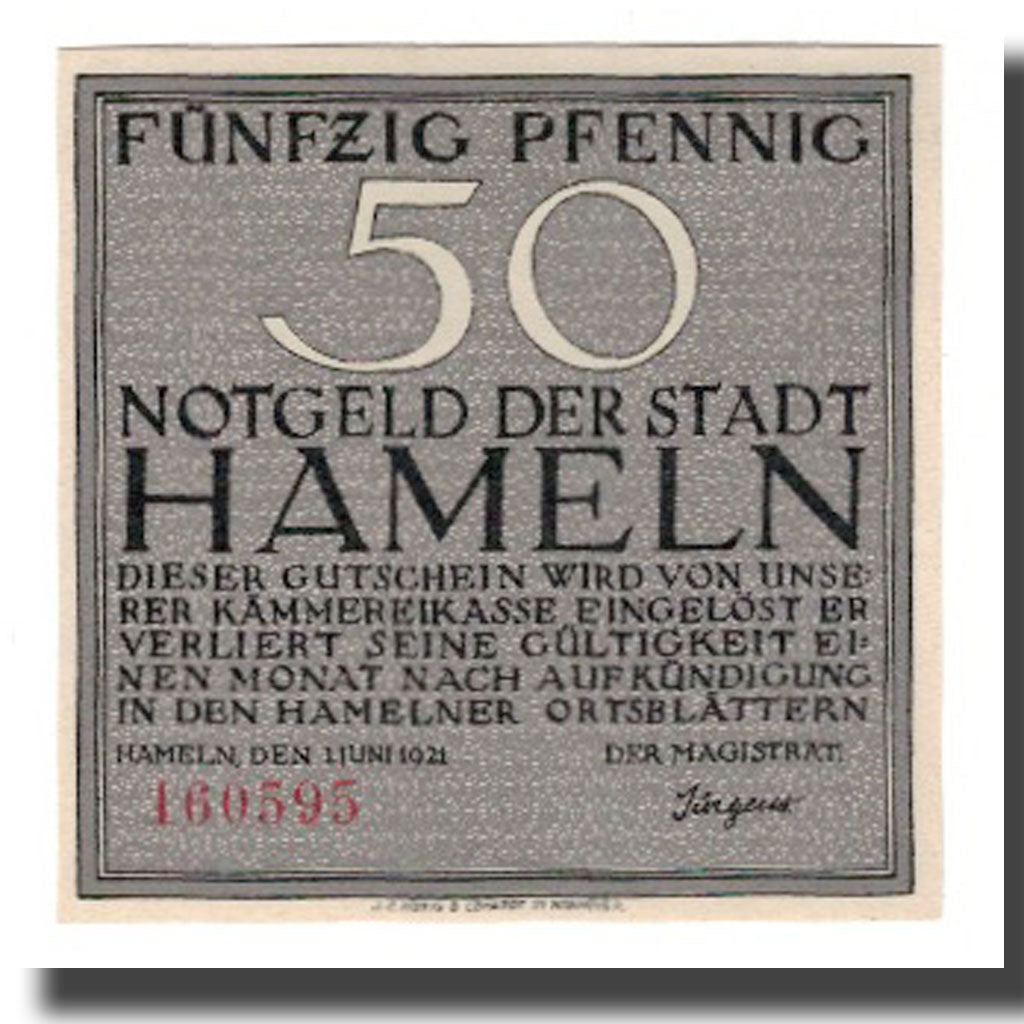 FÜNFZIG PFENNIG
50
NOTGELD DER STADT
HAMELN
DIESER GUTSCHEIN WIRD VON UNSE-
RER KÄMMEREIKASSE EINGELÖST ER
VERLIERT SEINE GÜLTIGKEIT EI-
NEN MONAT NACH AUFKÜNDIGUNG
IN DEN HAMELNER ORTSBLÄTTERN
HAMELN, DEN 1 JUNI 1921 DER MAGISTRAT.
160595 Jürgens